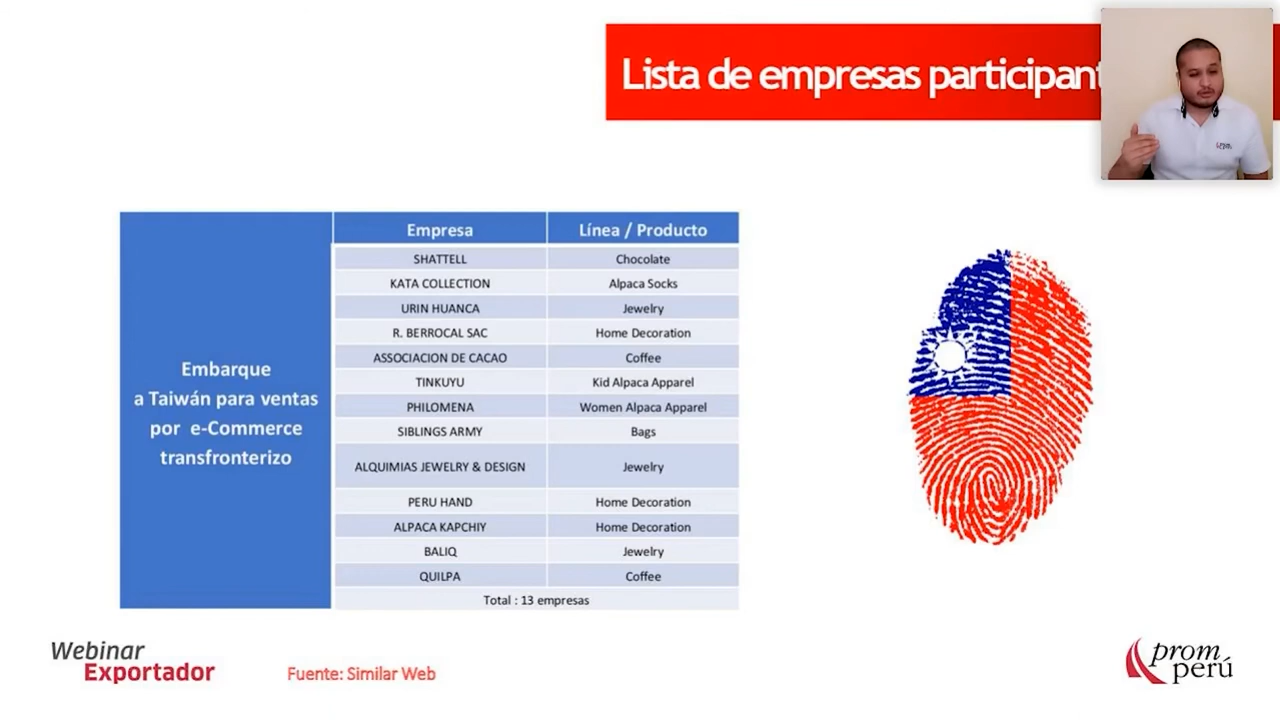 Lista de empresas participant
Embarque
a Taiwán para ventas
por e-Commerce
transfronterizo
Empresa Línea / Producto
SHATTELL Chocolate
KATA COLLECTION Alpaca Socks
URIN HUANCA Jewelry
R. BERROCAL SAC Home Decoration
ASSOCIACION DE CACAO Coffee
TINKUYU Kid Alpaca Apparel
PHILOMENA Women Alpaca Apparel
SIBLINGS ARMY Bags
ALQUIMIAS JEWELRY & DESIGN Jewelry
PERU HAND Home Decoration
ALPACA KAPCHIY Home Decoration
BALIQ Jewelry
QUILPA Coffee
Total : 13 empresas
Webinar
Exportador
Fuente: Similar Web
prom
perú